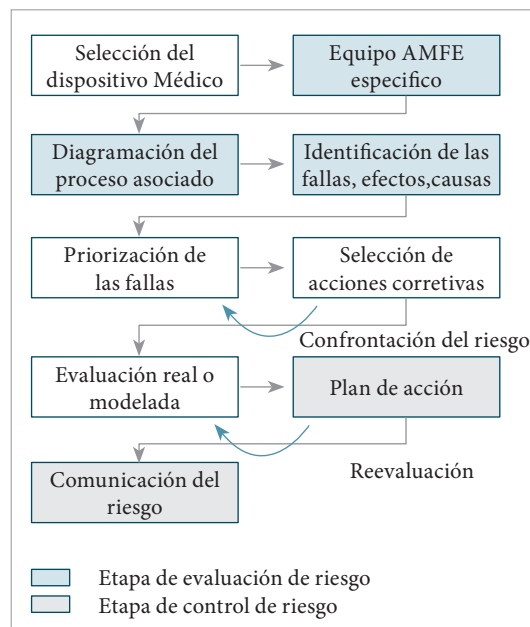 Selección del
dispositivo Médico
Equipo AMFE
especifico
Diagramación del
proceso asociado
Identificación de las
fallas, efectos,causas
Priorización de
las fallas
Selección de
acciones corretivas
Confrontación del riesgo
Evaluación real o
modelada
Plan de acción
Reevaluación
Comunicación del
riesgo
Etapa de evaluación de riesgo
Etapa de control de riesgo